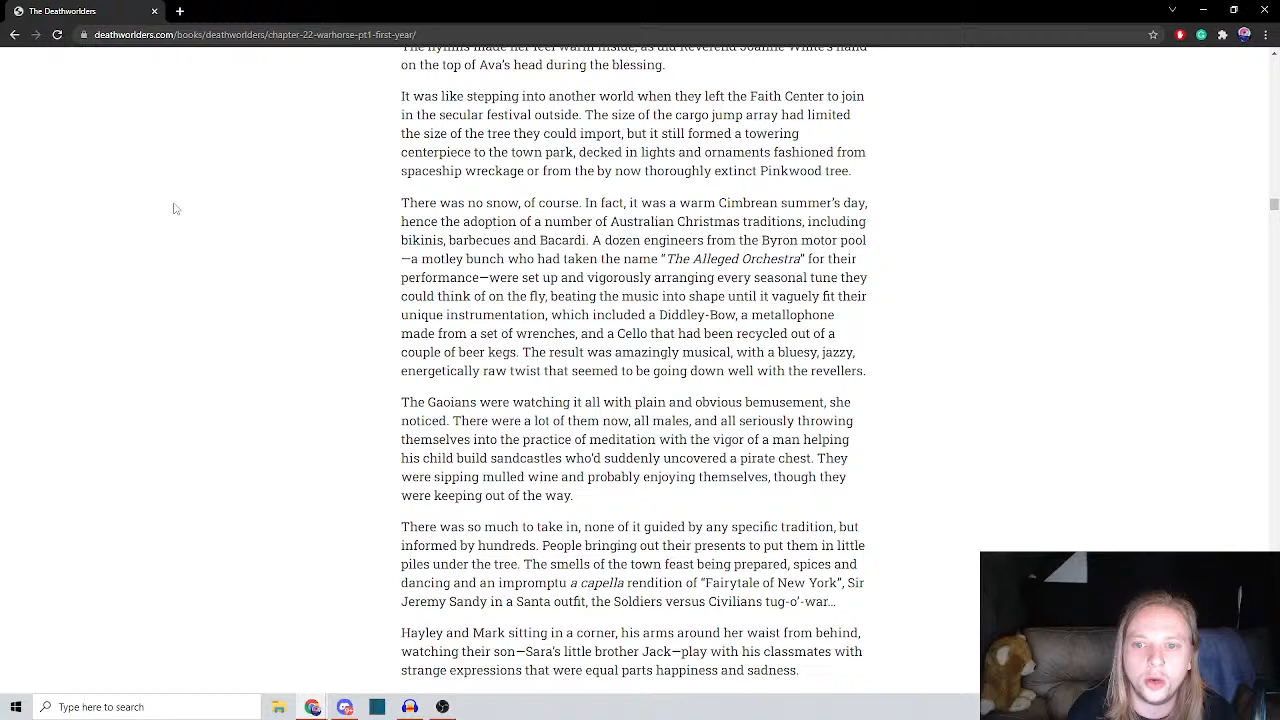 The Deathworlders
deathworlders.com/books/deathworlders/chapter-22-warhorse-pt1-first-year/
The hymns made her feel warm inside, as did Reverend Joanne White's hand
on the top of Ava's head during the blessing.
It was like stepping into another world when they left the Faith Center to join
in the secular festival outside. The size of the cargo jump array had limited
the size of the tree they could import, but it still formed a towering
centerpiece to the town park, decked in lights and ornaments fashioned from
spaceship wreckage or from the by now thoroughly extinct Pinkwood tree.
There was no snow, of course. In fact, it was a warm Cimbrean summer's day,
hence the adoption of a number of Australian Christmas traditions, including
bikinis, barbecues and Bacardi. A dozen engineers from the Byron motor pool
—a motley bunch who had taken the name “The Alleged Orchestra” for their
performance—were set up and vigorously arranging every seasonal tune they
could think of on the fly, beating the music into shape until it vaguely fit their
unique instrumentation, which included a Diddley-Bow, a metallophone
made from a set of wrenches, and a Cello that had been recycled out of a
couple of beer kegs. The result was amazingly musical, with a bluesy, jazzy,
energetically raw twist that seemed to be going down well with the revellers.
The Gaoians were watching it all with plain and obvious bemusement, she
noticed. There were a lot of them now, all males, and all seriously throwing
themselves into the practice of meditation with the vigor of a man helping
his child build sandcastles who'd suddenly uncovered a pirate chest. They
were sipping mulled wine and probably enjoying themselves, though they
were keeping out of the way.
There was so much to take in, none of it guided by any specific tradition, but
informed by hundreds. People bringing out their presents to put them in little
piles under the tree. The smells of the town feast being prepared, spices and
dancing and an impromptu a capella rendition of “Fairytale of New York”, Sir
Jeremy Sandy in a Santa outfit, the Soldiers versus Civilians tug-o'-war…
Hayley and Mark sitting in a corner, his arms around her waist from behind,
watching their son—Sara's little brother Jack—play with his classmates with
strange expressions that were equal parts happiness and sadness.
Type here to search